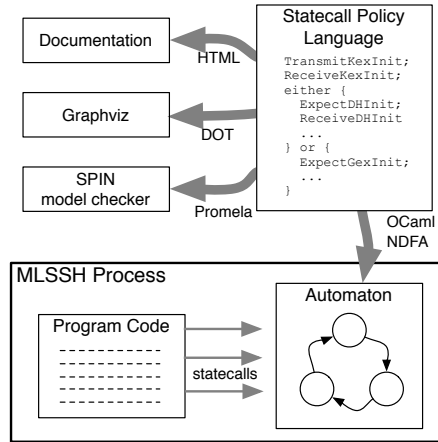 Documentation
HTML
Graphviz
DOT
SPIN
model checker
Promela
Statecall Policy
Language
TransmitKexInit;
ReceiveKexInit;
either {
ExpectDHInit;
ReceiveDHInit
...
} or {
ExpectGexInit;
...
}
OCaml
NDFA
MLSSH Process
Program Code
statecalls
Automaton